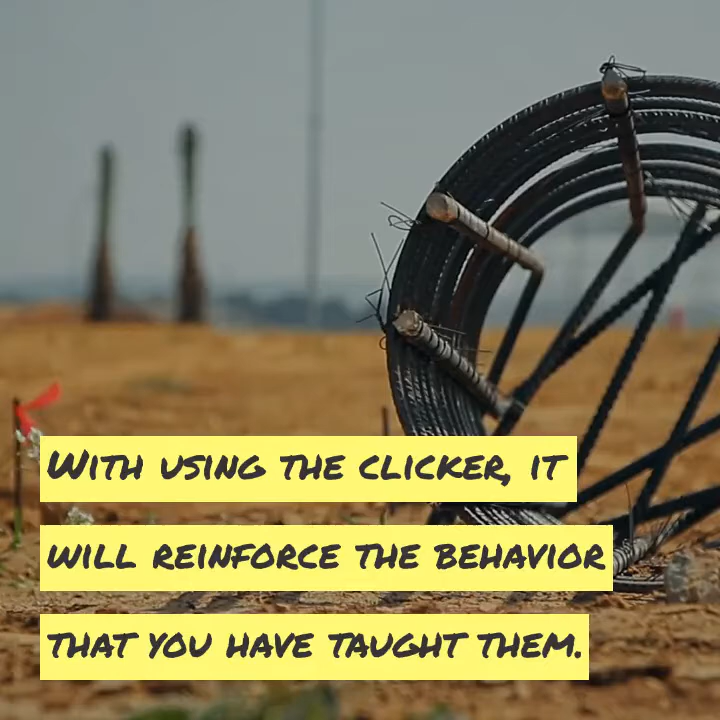 With using the clicker, it
will reinforce the behavior
that you have taught them.